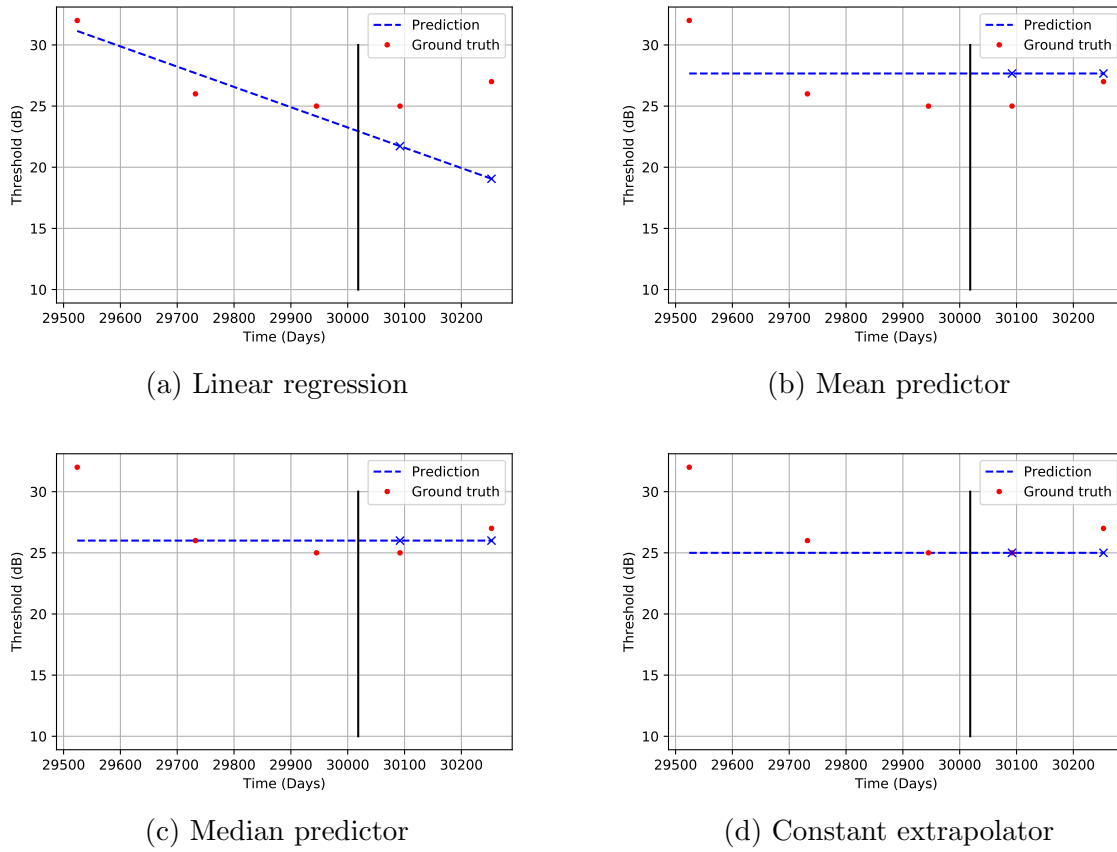 Prediction
Ground truth
30
25
20
15
10
Threshold (dB)
29500 29600 29700 29800 29900 30000 30100 30200
Time (Days)
(a) Linear regression
Prediction
Ground truth
30
25
20
15
10
Threshold (dB)
29500 29600 29700 29800 29900 30000 30100 30200
Time (Days)
(b) Mean predictor
Prediction
Ground truth
30
25
20
15
10
Threshold (dB)
29500 29600 29700 29800 29900 30000 30100 30200
Time (Days)
(c) Median predictor
Prediction
Ground truth
30
25
20
15
10
Threshold (dB)
29500 29600 29700 29800 29900 30000 30100 30200
Time (Days)
(d) Constant extrapolator